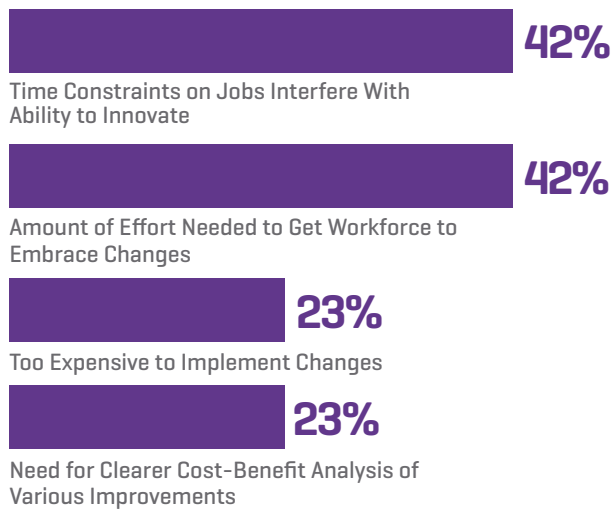 42%
Time Constraints on Jobs Interfere With
Ability to Innovate
42%
Amount of Effort Needed to Get Workforce to
Embrace Changes
23%
Too Expensive to Implement Changes
23%
Need for Clearer Cost-Benefit Analysis of
Various Improvements